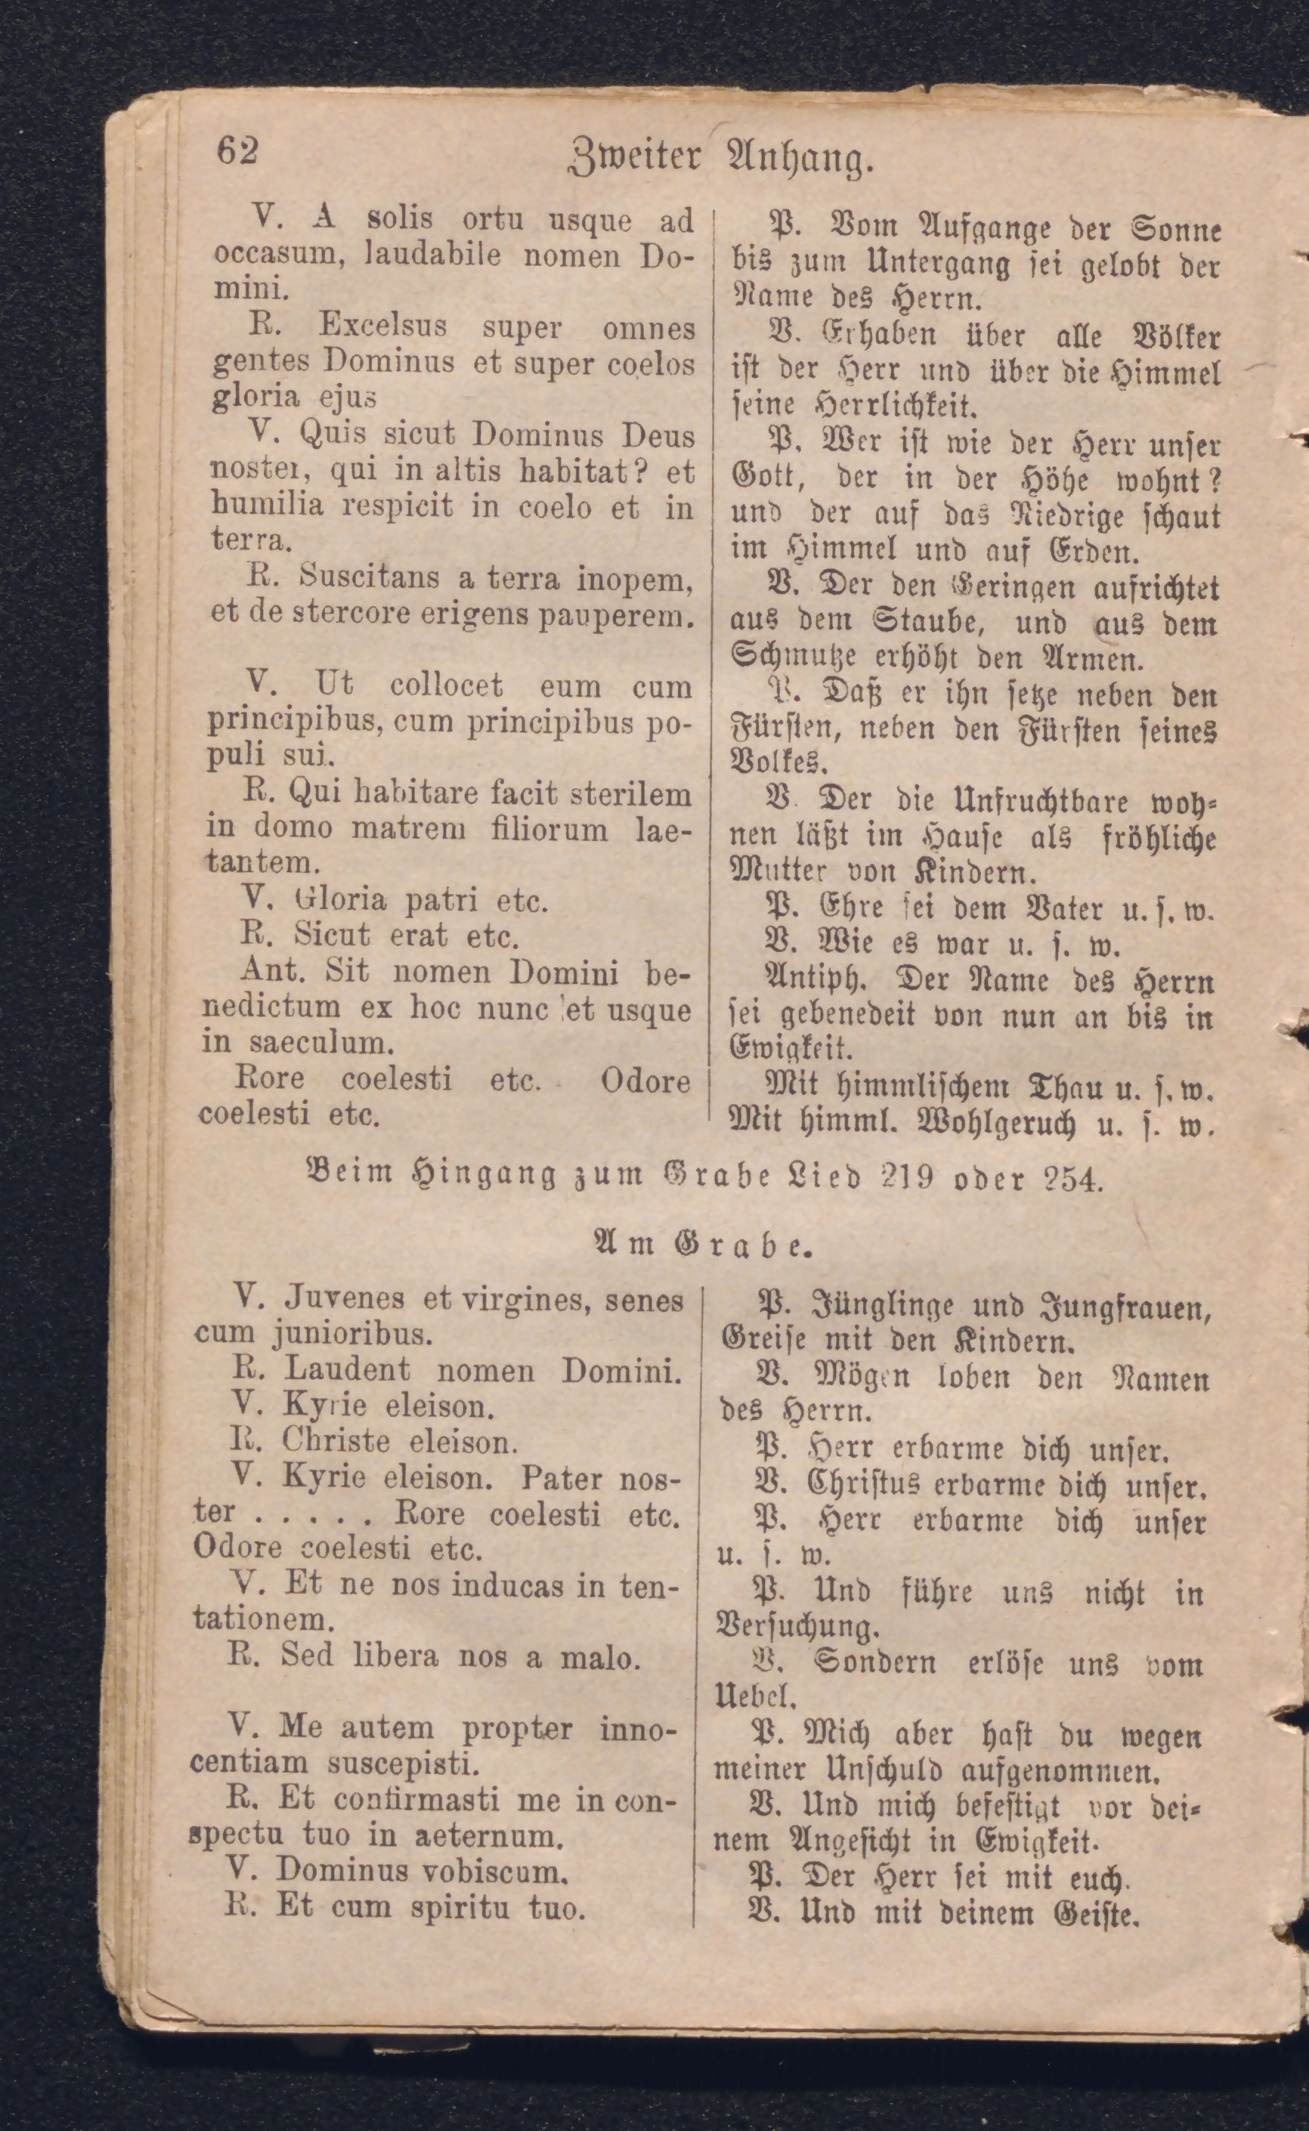 62
Zweiter Anhang.
V. A solis ortu usque ad
occasum, laudabile nomen Do-
mini.
R. Excelsus super omnes
gentes Dominus et super coelos
gloria ejus
V. Quis sicut Dominus Deus
noster, qui in altis habitat? et
humilia respicit in coelo et in
terra.
R. Suscitans a terra inopem,
et de stercore erigens pauperem.
V. Ut collocet eum cum
principibus, cum principibus po-
puli sui.
R. Qui habitare facit sterilem
in domo matrem filiorum lae-
tantem.
V. Gloria patri etc.
R. Sicut erat etc.
Ant. Sit nomen Domini be-
nedictum ex hoc nunc et usque
in saeculum.
Rore coelesti etc. Odore
coelesti etc.
P. Vom Aufgange der Sonne
bis zum Untergang sei gelobt der
Name des Herrn.
V. Erhaben über alle Völker
ist der Herr und über die Himmel
seine Herrlichkeit.
P. Wer ist wie der Herr unser
Gott, der in der Höhe wohnt?
und der auf das Niedrige schaut
im Himmel und auf Erden.
V. Der den Geringen aufrichtet
aus dem Staube, und aus dem
Schmutze erhöht den Armen.
P. Daß er ihn setze neben den
Fürsten, neben den Fürsten seines
Volkes.
V. Der die Unfruchtbare woh-
nen läßt im Hause als fröhliche
Mutter von Kindern.
P. Ehre sei dem Vater u. s. w.
V. Wie es war u. s. w.
Antiph. Der Name des Herrn
sei gebenedeit von nun an bis in
Ewigkeit.
Mit himmlischem Thau u. s. w.
Mit himml. Wohlgeruch u. s. w.
Beim Hingang zum Grabe Lied 219 oder 254.
Am Grabe.
V. Juvenes et virgines, senes
cum junioribus.
R. Laudent nomen Domini.
V. Kyrie eleison.
R. Christe eleison.
V. Kyrie eleison. Pater nos-
ter . . . . . Rore coelesti etc.
Odore coelesti etc.
V. Et ne nos inducas in ten-
tationem.
R. Sed libera nos a malo.
V. Me autem propter inno-
centiam suscepisti.
R. Et confirmasti me in con-
spectu tuo in aeternum.
V. Dominus vobiscum.
R. Et cum spiritu tuo.
P. Jünglinge und Jungfrauen,
Greise mit den Kindern.
V. Mögen loben den Namen
des Herrn.
P. Herr erbarme dich unser.
V. Christus erbarme dich unser.
P. Herr erbarme dich unser
u. s. w.
P. Und führe uns nicht in
Versuchung.
V. Sondern erlöse uns vom
Uebel.
P. Mich aber hast du wegen
meiner Unschuld aufgenommen.
V. Und mich befestigt vor dei-
nem Angesicht in Ewigkeit.
P. Der Herr sei mit euch.
V. Und mit deinem Geiste.